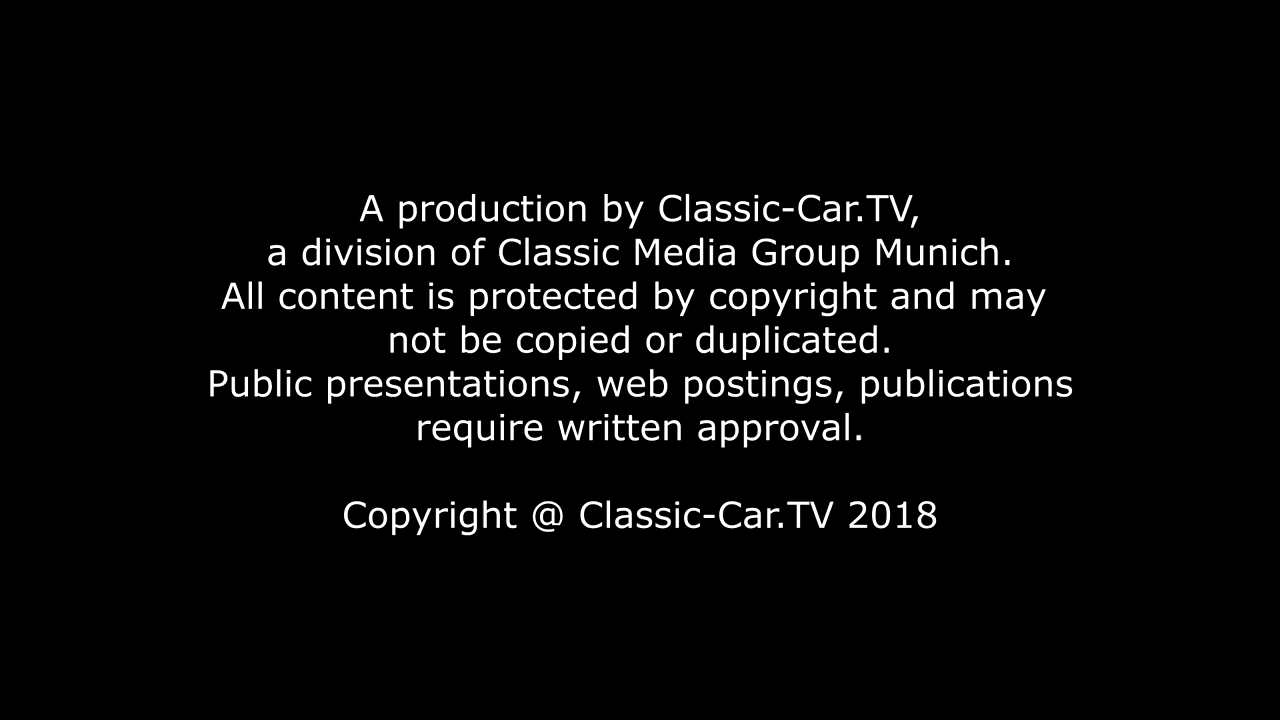 A production by Classic-Car.TV,
a division of Classic Media Group Munich.
All content is protected by copyright and may
not be copied or duplicated.
Public presentations, web postings, publications
require written approval.
Copyright @ Classic-Car.TV 2018